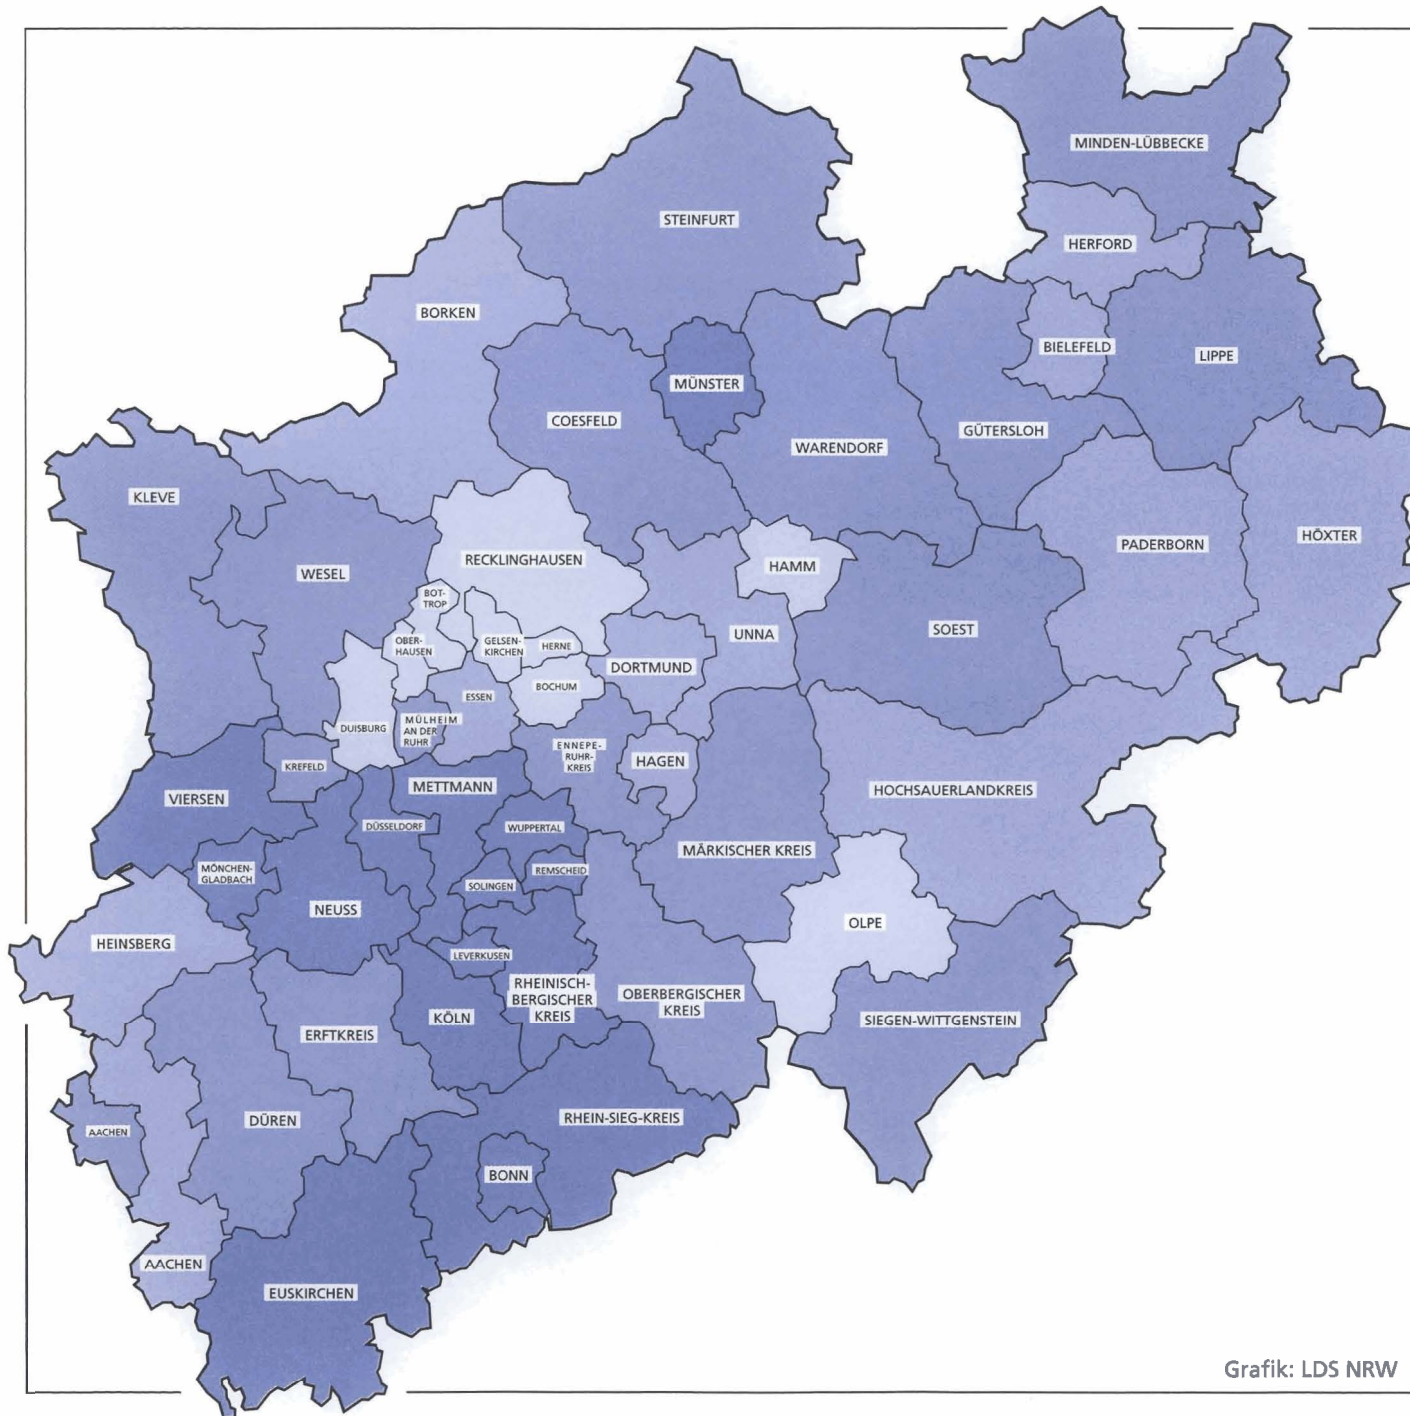 MINDEN-LÜBBECKE
STEINFURT
HERFORD
BORKEN
BIELEFELD
LIPPE
MÜNSTER
COESFELD
GÜTERSLOH
WARENDORF
KLEVE
HÖXTER
PADERBORN
RECKLINGHAUSEN
HAMM
WESEL
BOT-
TROP
UNNA
SOEST
OBER-
HAUSEN
GELSEN-
KIRCHEN
HERNE
DORTMUND
BOCHUM
ESSEN
DUISBURG
MÜLHEIM
AN DER
RUHR
ENNEPE-
RUHR-
KREIS
HAGEN
KREFELD
METTMANN
HOCHSAUERLANDKREIS
VIERSEN
DÜSSELDORF
WUPPERTAL
MÄRKISCHER KREIS
MÖNCHEN-
GLADBACH
REMSCHEID
SOLINGEN
NEUSS
OLPE
HEINSBERG
LEVERKUSEN
RHEINISCH-
BERGISCHER
KREIS
OBERBERGISCHER
KREIS
KÖLN
SIEGEN-WITTGENSTEIN
ERFTKREIS
DÜREN
RHEIN-SIEG-KREIS
AACHEN
BONN
AACHEN
EUSKIRCHEN
Grafik: LDS NRW